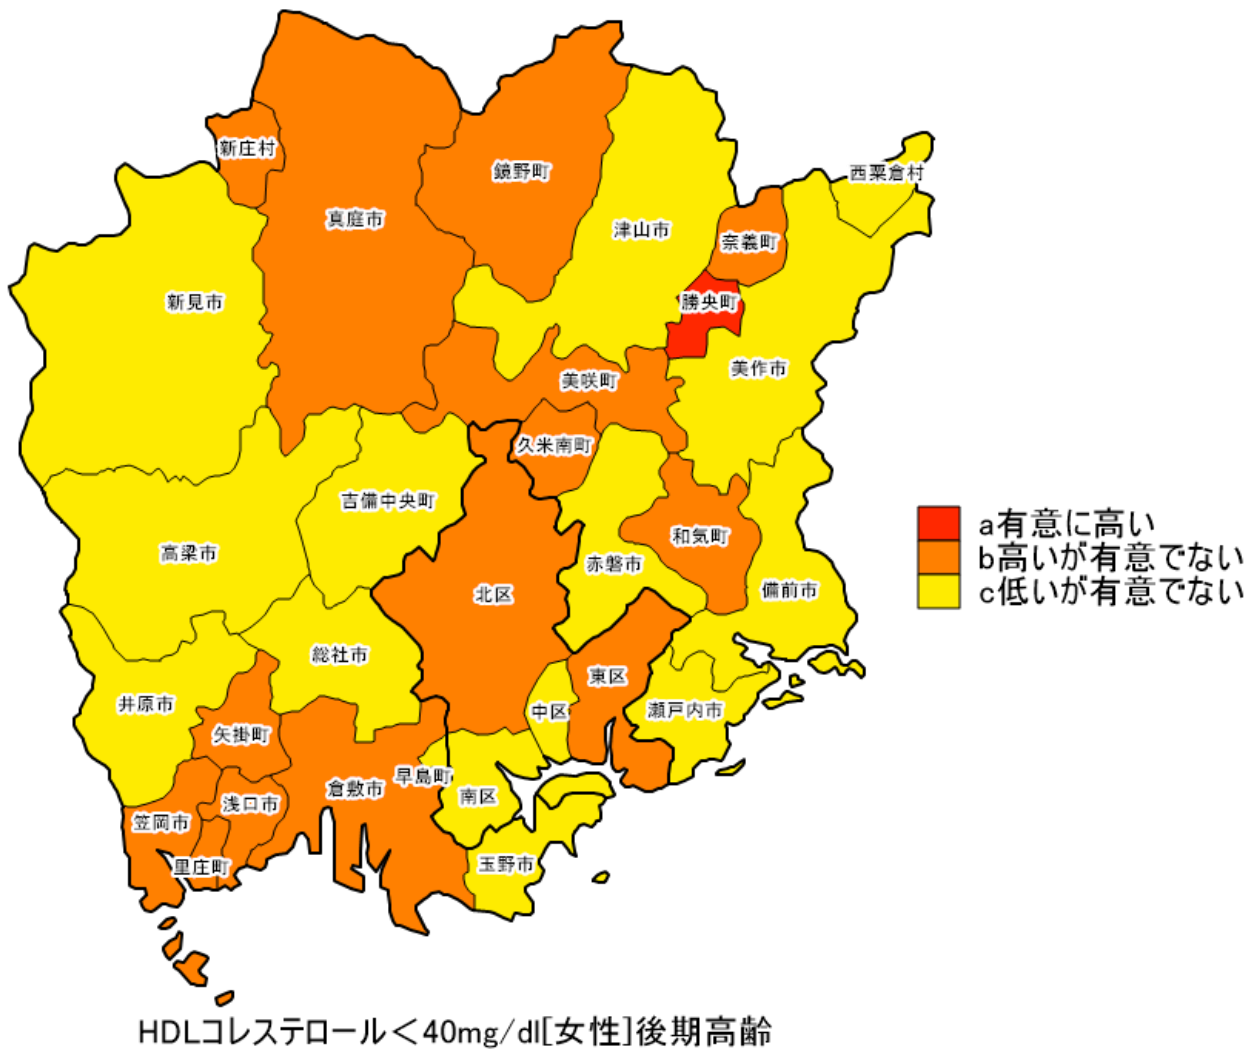 新庄村
鏡野町
西粟倉村
真庭市
津山市
奈義町
新見市
勝央町
美作市
美咲町
久米南町
吉備中央町
和気町
高梁市
赤磐市
北区
備前市
総社市
東区
井原市
中区
瀬戸内市
矢掛町
早島町
倉敷市
南区
浅口市
笠岡市
里庄町
玉野市
a有意に高い
b高いが有意でない
c低いが有意でない
HDLコレステロール＜40mg/dl[女性]後期高齢